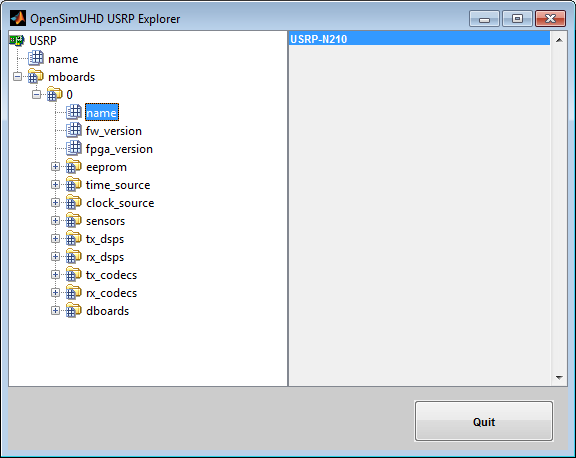 OpenSimUHD USRP Explorer
USRP
name
mboards
0
name
fw_version
fpga_version
eeprom
time_source
clock_source
sensors
tx_dsps
rx_dsps
tx_codecs
rx_codecs
dboards
USRP-N210
Quit